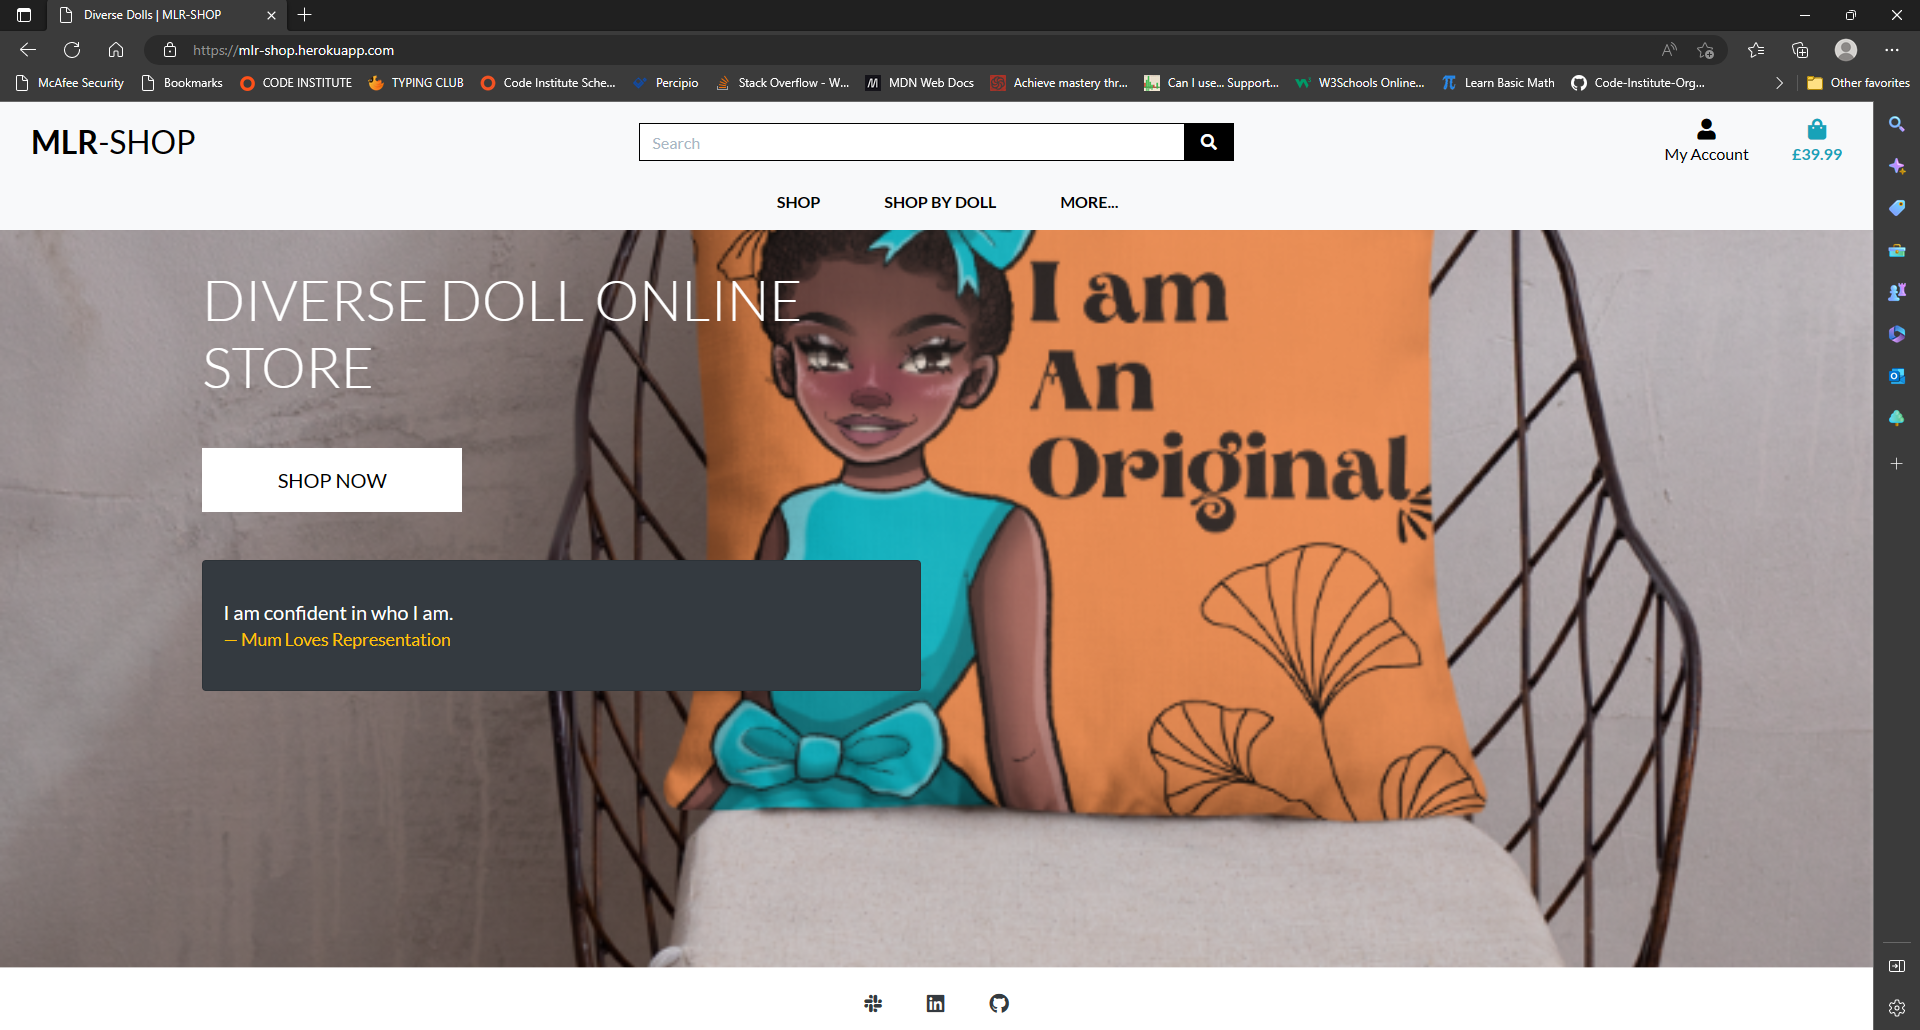 Diverse Dolls | MLR-SHOP
https://mlr-shop.herokuapp.com
McAfee Security Bookmarks CODE INSTITUTE TYPING CLUB Code Institute Sche... Percipio Stack Overflow - W... MDN Web Docs Achieve mastery thr... Can I use... Support... W3Schools Online... Learn Basic Math Code-Institute-Org... Other favorites
MLR-SHOP
Search
My Account
£39.99
SHOP SHOP BY DOLL MORE...
DIVERSE DOLL ONLINE
STORE
I am
An
Original
SHOP NOW
I am confident in who I am.
— Mum Loves Representation